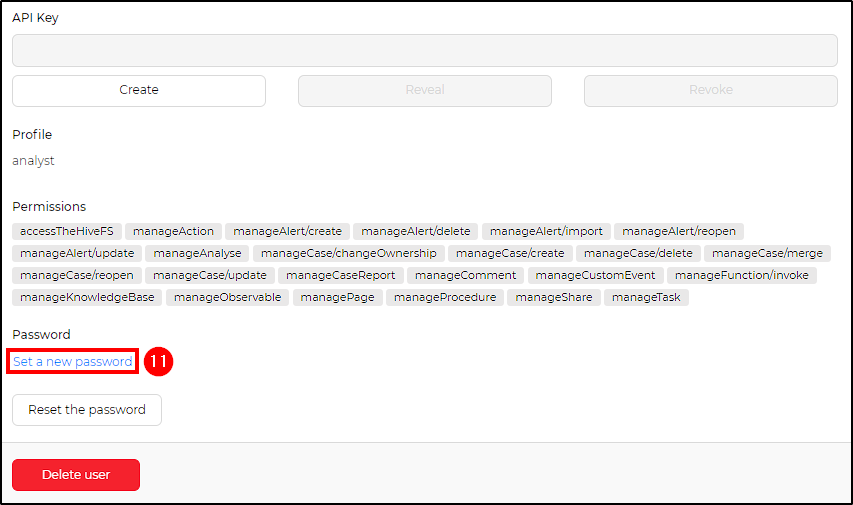 API Key
Create Reveal Revoke
Profile
analyst
Permissions
accessTheHiveFS manageAction manageAlert/create manageAlert/delete manageAlert/import manageAlert/reopen
manageAlert/update manageAnalyse manageCase/changeOwnership manageCase/create manageCase/delete manageCase/merge
manageCase/reopen manageCase/update manageCaseReport manageComment manageCustomEvent manageFunction/invoke
manageKnowledgeBase manageObservable managePage manageProcedure manageShare manageTask
Password
Set a new password 11
Reset the password
Delete user